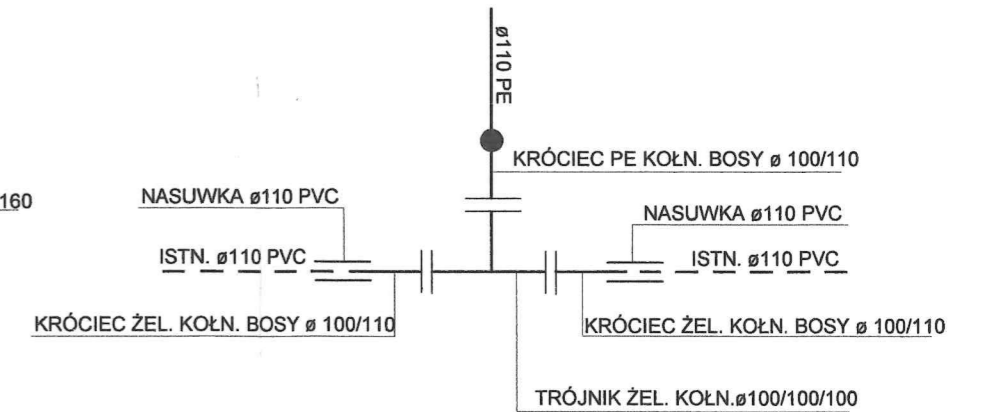 ø110 PE
KRÓCIEC PE KOŁN. BOSY ø 100/110
160
NASUWKA ø110 PVC
NASUWKA ø110 PVC
ISTN. ø110 PVC
ISTN. ø110 PVC
KRÓCIEC ŻEL. KOŁN. BOSY ø 100/110
KRÓCIEC ŻEL. KOŁN. BOSY ø 100/110
TRÓJNIK ŻEL. KOŁN.ø100/100/100